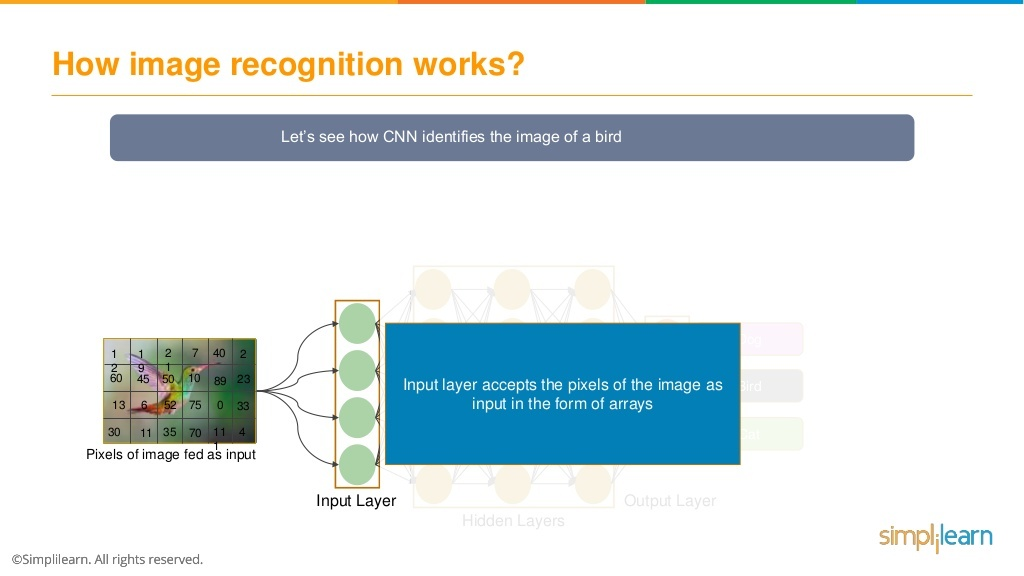 How image recognition works?
Let’s see how CNN identifies the image of a bird
1 1 2 7 40 2
2 9 1
60 45 50 10 89 23
13 6 52 75 0 33
30 11 35 70 11 4
1
Input layer accepts the pixels of the image as
input in the form of arrays
Bird
Cat
Pixels of image fed as input
Input Layer
Output Layer
Hidden Layers
simplilearn
©Simplilearn. All rights reserved.